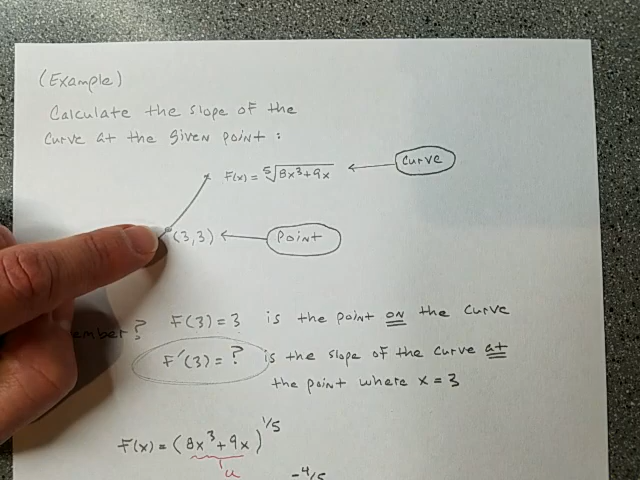 (Example)
Calculate the slope of the
curve at the given point :
F(x) = ⁵√8x³+9x ← curve
(3,3) ← Point
ember? F(3) = 3 is the point on the curve
F'(3) = ? is the slope of the curve at
the point where x = 3
F(x) = (8x³+9x)^1/5
u
-4/5